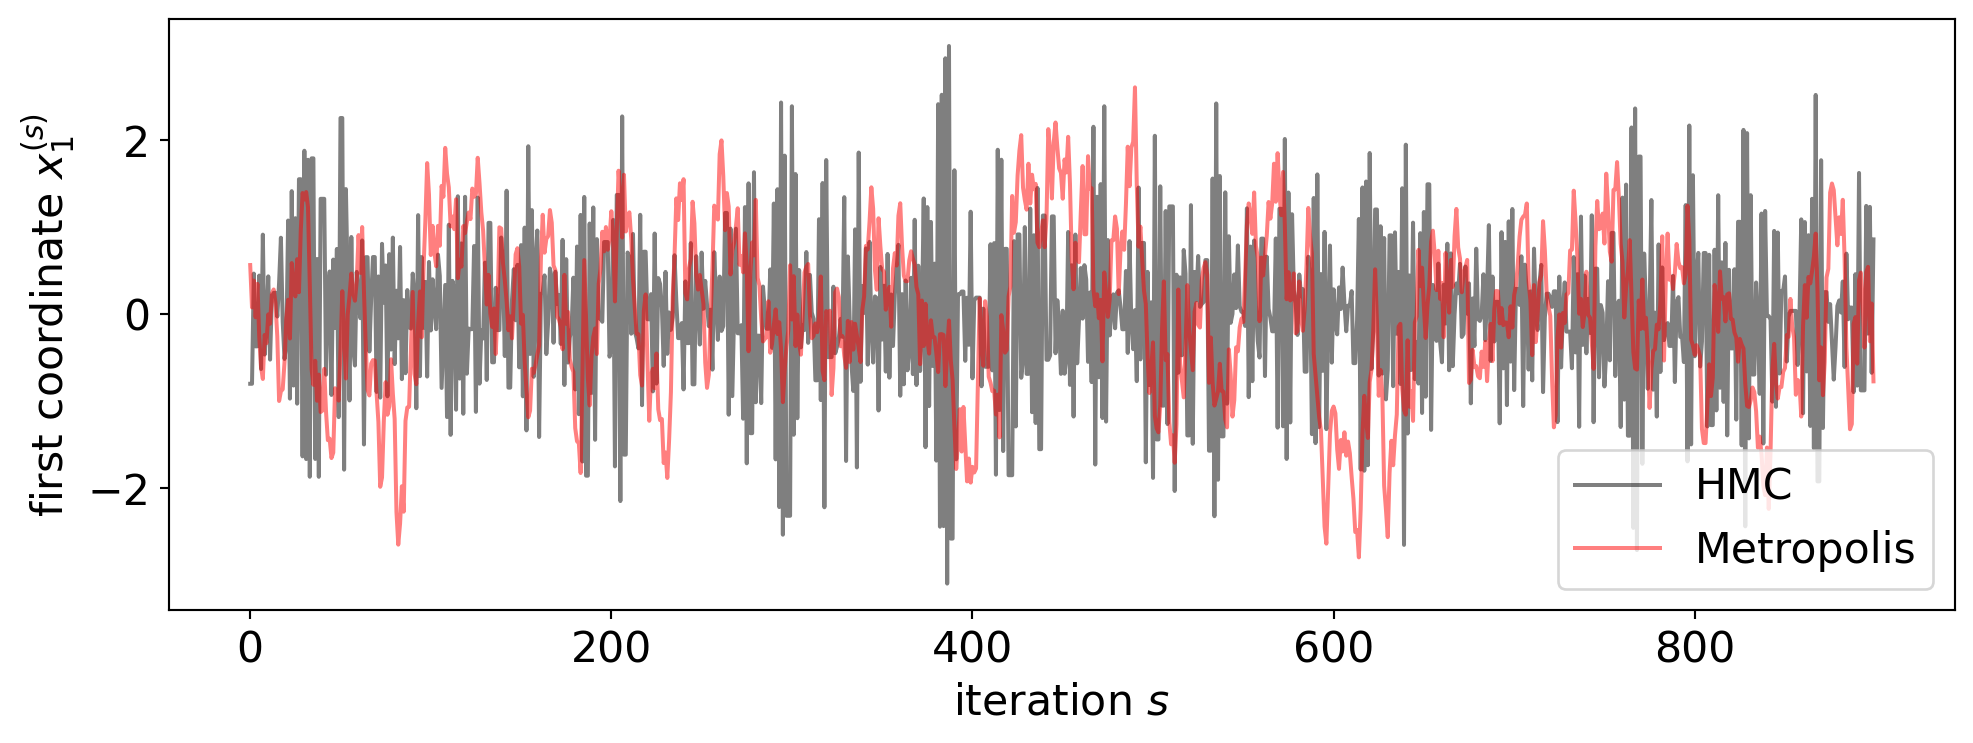 first coordinate x₁⁽ˢ⁾
2
0
−2
0 200 400 600 800
iteration s
HMC
Metropolis